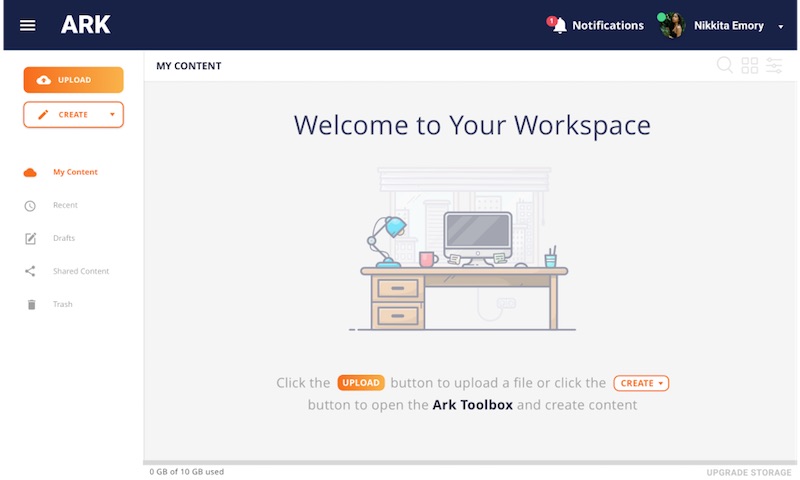 ARK
1
Notifications
Nikkita Emory
UPLOAD
CREATE
My Content
Recent
Drafts
Shared Content
Trash
MY CONTENT
Welcome to Your Workspace
Click the UPLOAD button to upload a file or click the CREATE
button to open the Ark Toolbox and create content
0 GB of 10 GB used
UPGRADE STORAGE